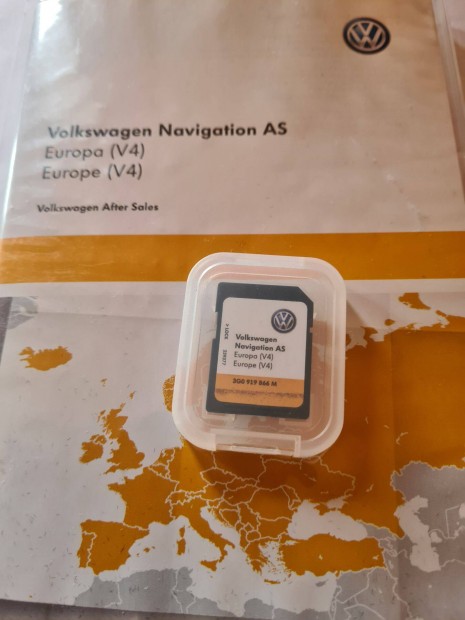 Volkswagen Navigation AS
Europa (V4)
Europe (V4)
Volkswagen After Sales
Volkswagen
Navigation AS
Europa (V4)
Europe (V4)
3G0 919 866 M